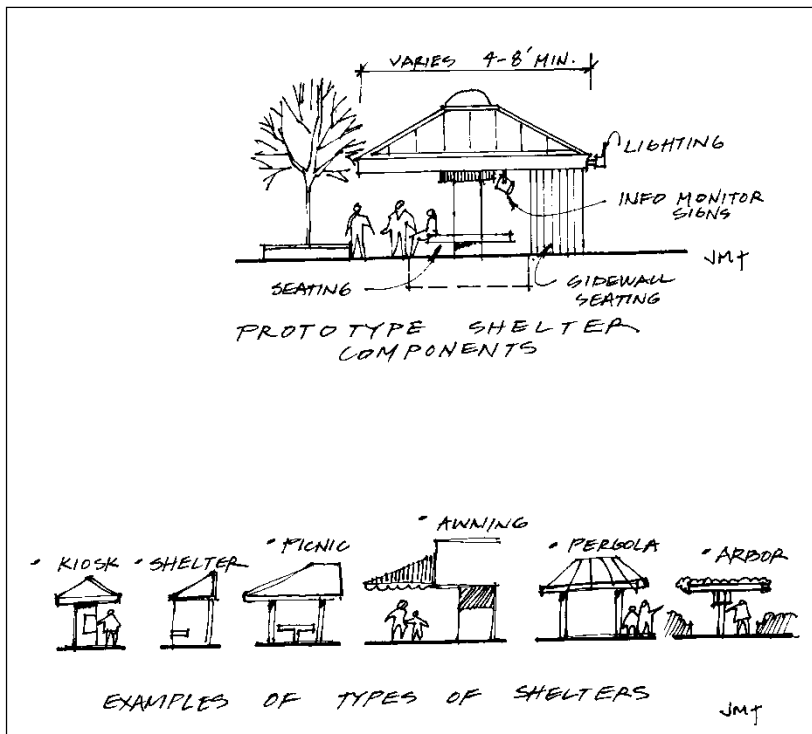 VARIES 4-8' MIN.
LIGHTING
INFO MONITOR
SIGNS
JMT
SEATING
SIDEWALL
SEATING
PROTOTYPE SHELTER
COMPONENTS
• AWNING
• PICNIC
• KIOSK • SHELTER
• PERGOLA
• ARBOR
EXAMPLES OF TYPES OF SHELTERS
JMT